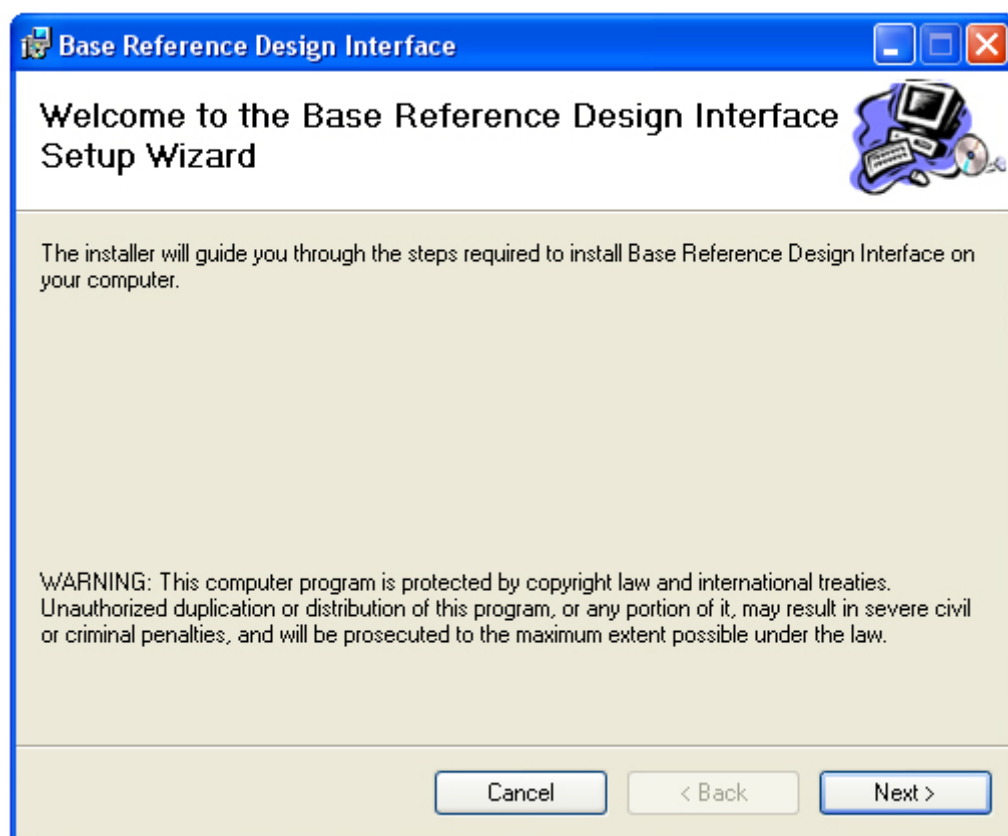 Base Reference Design Interface
Welcome to the Base Reference Design Interface
Setup Wizard
The installer will guide you through the steps required to install Base Reference Design Interface on
your computer.
WARNING: This computer program is protected by copyright law and international treaties.
Unauthorized duplication or distribution of this program, or any portion of it, may result in severe civil
or criminal penalties, and will be prosecuted to the maximum extent possible under the law.
Cancel
< Back
Next >